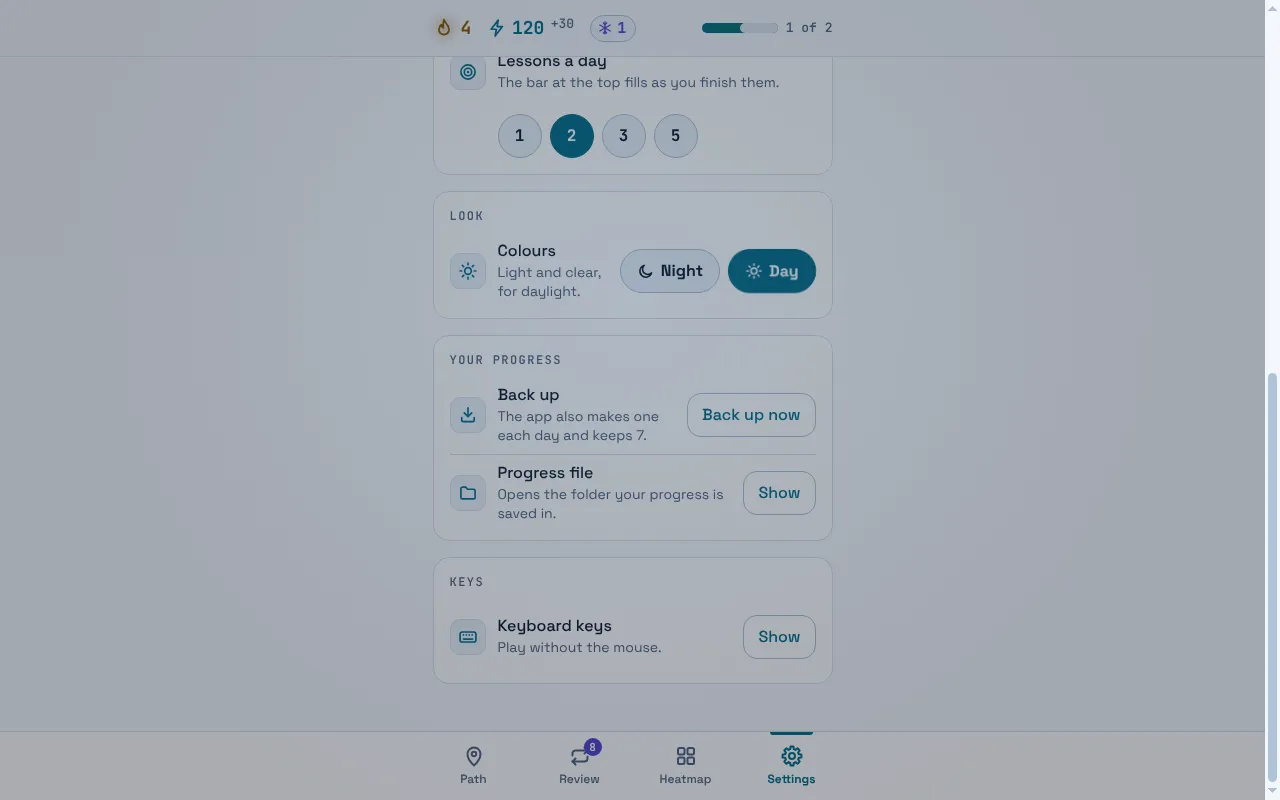 4 120 +30 1 1 of 2
Lessons a day
The bar at the top fills as you finish them.
1 2 3 5
LOOK
Colours
Light and clear,
for daylight.
Night Day
YOUR PROGRESS
Back up
The app also makes one
each day and keeps 7.
Back up now
Progress file
Opens the folder your progress is
saved in.
Show
KEYS
Keyboard keys
Play without the mouse.
Show
8
Path Review Heatmap Settings